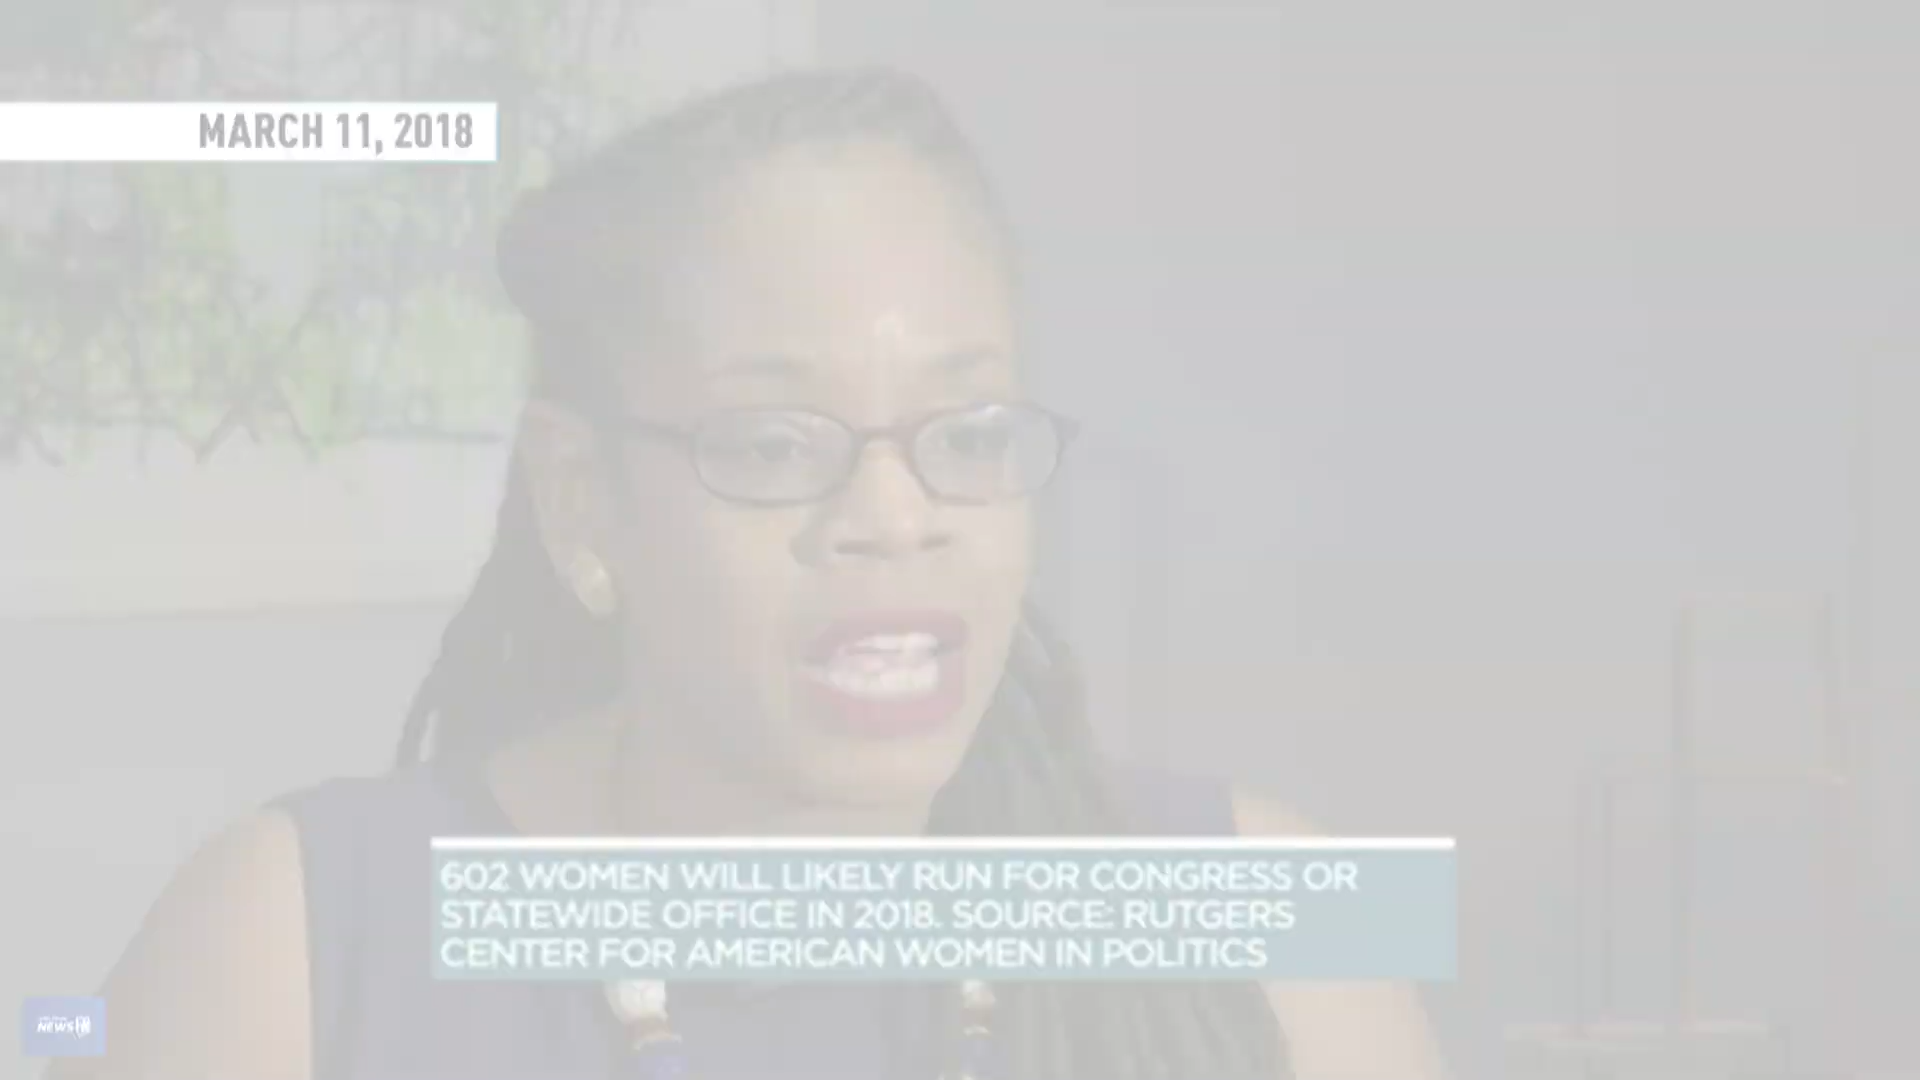 MARCH 11, 2018
602 WOMEN WILL LIKELY RUN FOR CONGRESS OR
STATEWIDE OFFICE IN 2018. SOURCE: RUTGERS
CENTER FOR AMERICAN WOMEN IN POLITICS
NEWS